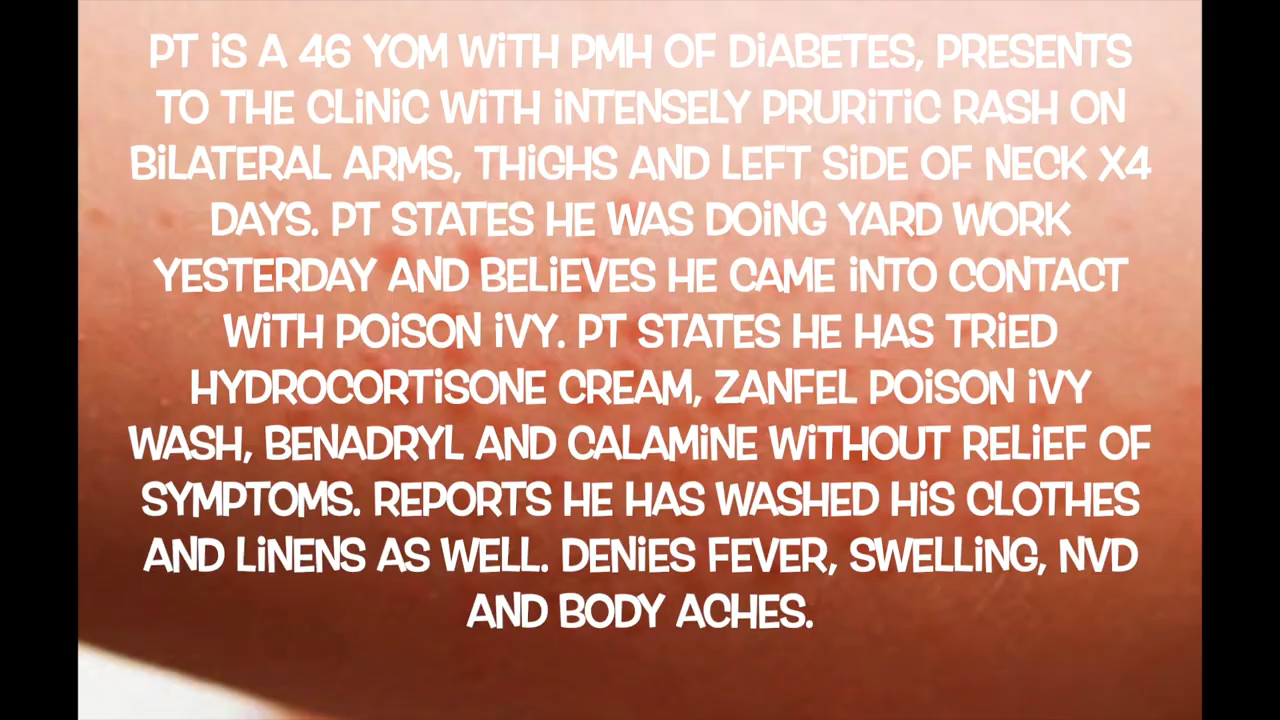 PT iS A 46 YOM WiTH PMH OF DiABETES, PRESENTS
TO THE CLiNiC WiTH iNTENSELY PRURiTiC RASH ON
BiLATERAL ARMS, THiGHS AND LEFT SiDE OF NECK X4
DAYS. PT STATES HE WAS DOiNG YARD WORK
YESTERDAY AND BELiEVES HE CAME iNTO CONTACT
WiTH POiSON iVY. PT STATES HE HAS TRiED
HYDROCORTiSONE CREAM, ZANFEL POiSON iVY
WASH, BENADRYL AND CALAMiNE WiTHOUT RELiEF OF
SYMPTOMS. REPORTS HE HAS WASHED HiS CLOTHES
AND LiNENS AS WELL. DENiES FEVER, SWELLiNG, NVD
AND BODY ACHES.